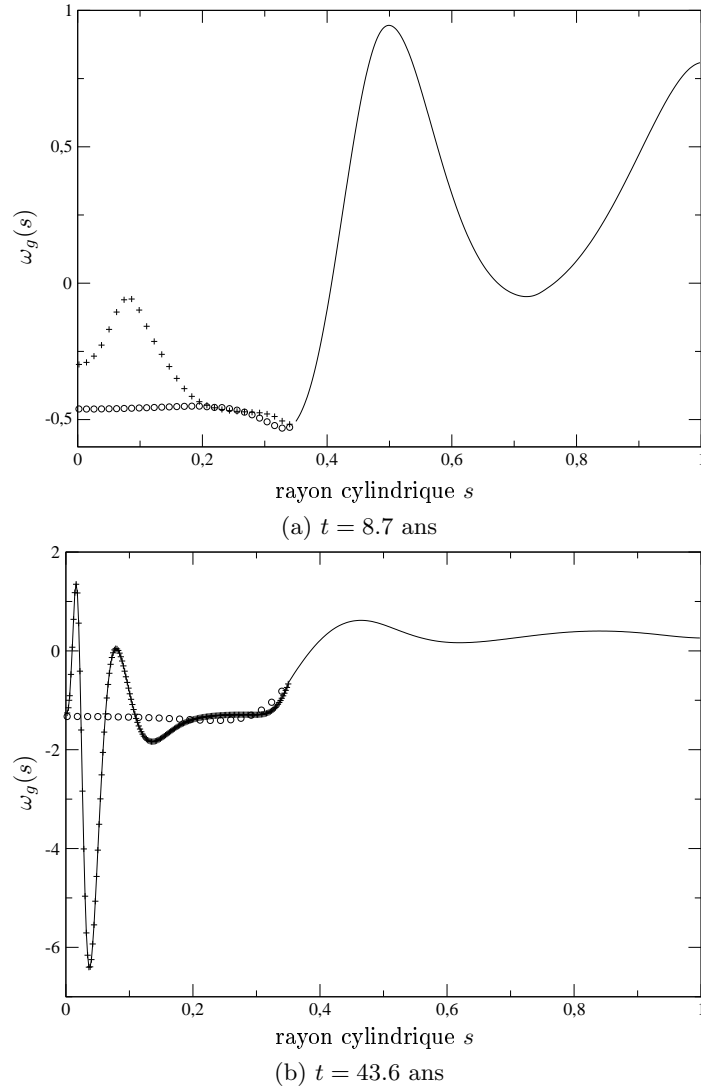 1
0,5
0
-0,5
ω_g(s)
0 0,2 0,4 0,6 0,8 1
rayon cylindrique s
(a) t = 8.7 ans
2
0
-2
-4
-6
ω_g(s)
0 0,2 0,4 0,6 0,8 1
rayon cylindrique s
(b) t = 43.6 ans